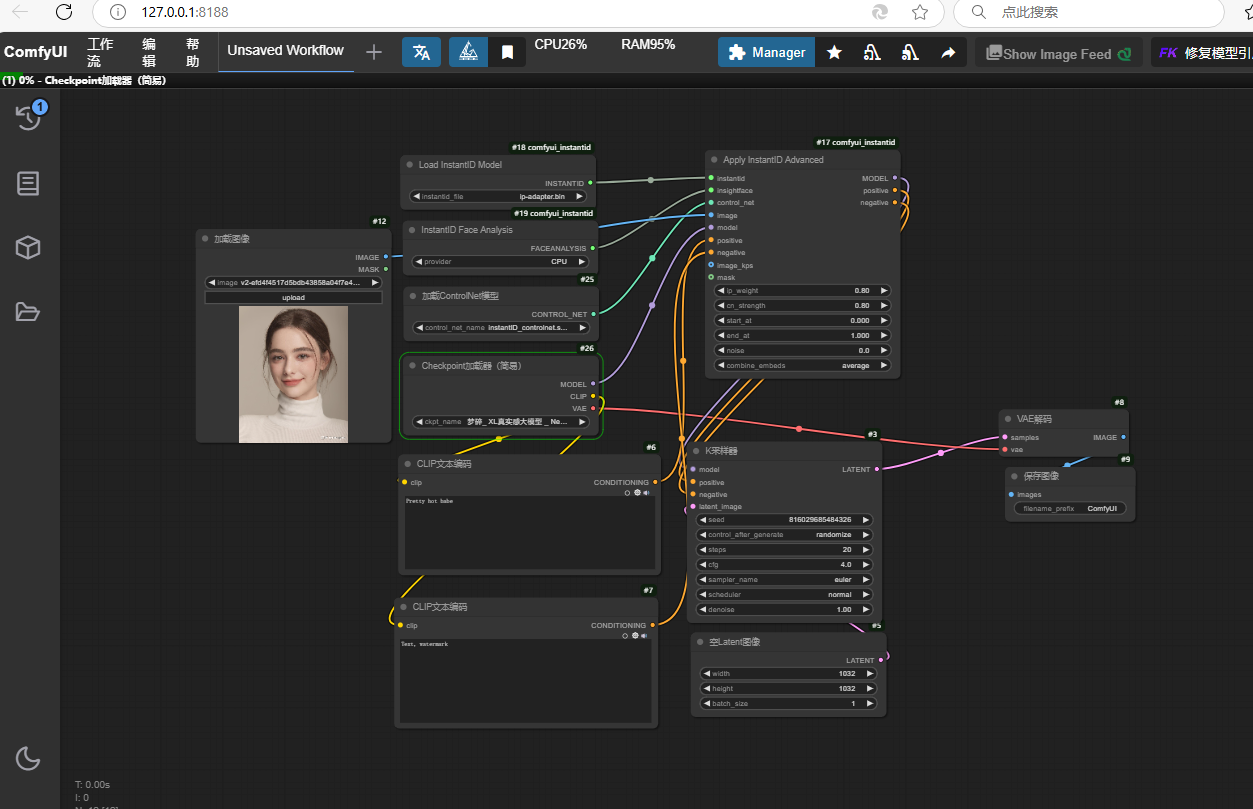 127.0.0.1:8188
点此搜索
ComfyUI
工作流
编辑
帮助
Unsaved Workflow
CPU26%
RAM95%
Manager
Show Image Feed
FK 修复模型引
(1) 0% - Checkpoint加载器（简易）
1
#12
加载图像
IMAGE
MASK
image v2-efd4f4517d5bdb43858a04f7e4...
upload
#18 comfyui_instantid
Load InstantID Model
INSTANTID
instantid_file ip-adapter.bin
#19 comfyui_instantid
InstantID Face Analysis
FACEANALYSIS
provider CPU
#25
加载ControlNet模型
CONTROL_NET
control_net_name instantID_controlnet.s...
#26
Checkpoint加载器（简易）
MODEL
CLIP
VAE
ckpt_name 梦辞_ XL真实感大模型 _ Ne...
#6
CLIP文本编码
clip CONDITIONING
Pretty hot babe
#7
CLIP文本编码
clip CONDITIONING
Text, watermark
#17 comfyui_instantid
Apply InstantID Advanced
instantid MODEL
insightface positive
control_net negative
image
model
positive
negative
image_kps
mask
ip_weight 0.80
cn_strength 0.80
start_at 0.000
end_at 1.000
noise 0.0
combine_embeds average
#3
K采样器
model LATENT
positive
negative
latent_image
seed 816029685484326
control_after_generate randomize
steps 20
cfg 4.0
sampler_name euler
scheduler normal
denoise 1.00
#5
空Latent图像
LATENT
width 1032
height 1032
batch_size 1
#8
VAE解码
samples IMAGE
vae
#9
保存图像
images
filename_prefix ComfyUI
T: 0.00s
I: 0